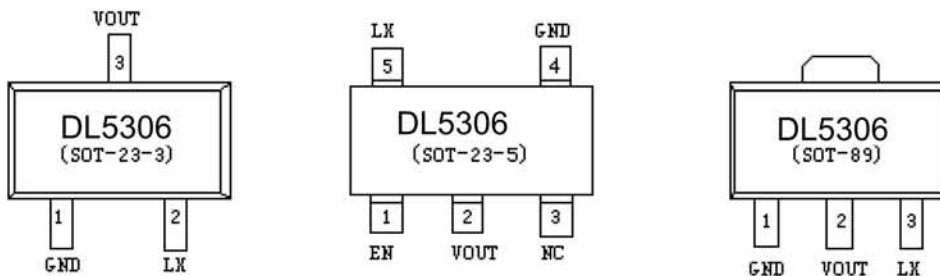 VOUT
3
DL5306
(SOT-23-3)
1
2
GND
LX
LX
GND
5
4
DL5306
(SOT-23-5)
1
2
3
EN
VOUT
NC
DL5306
(SOT-89)
1
2
3
GND
VOUT
LX